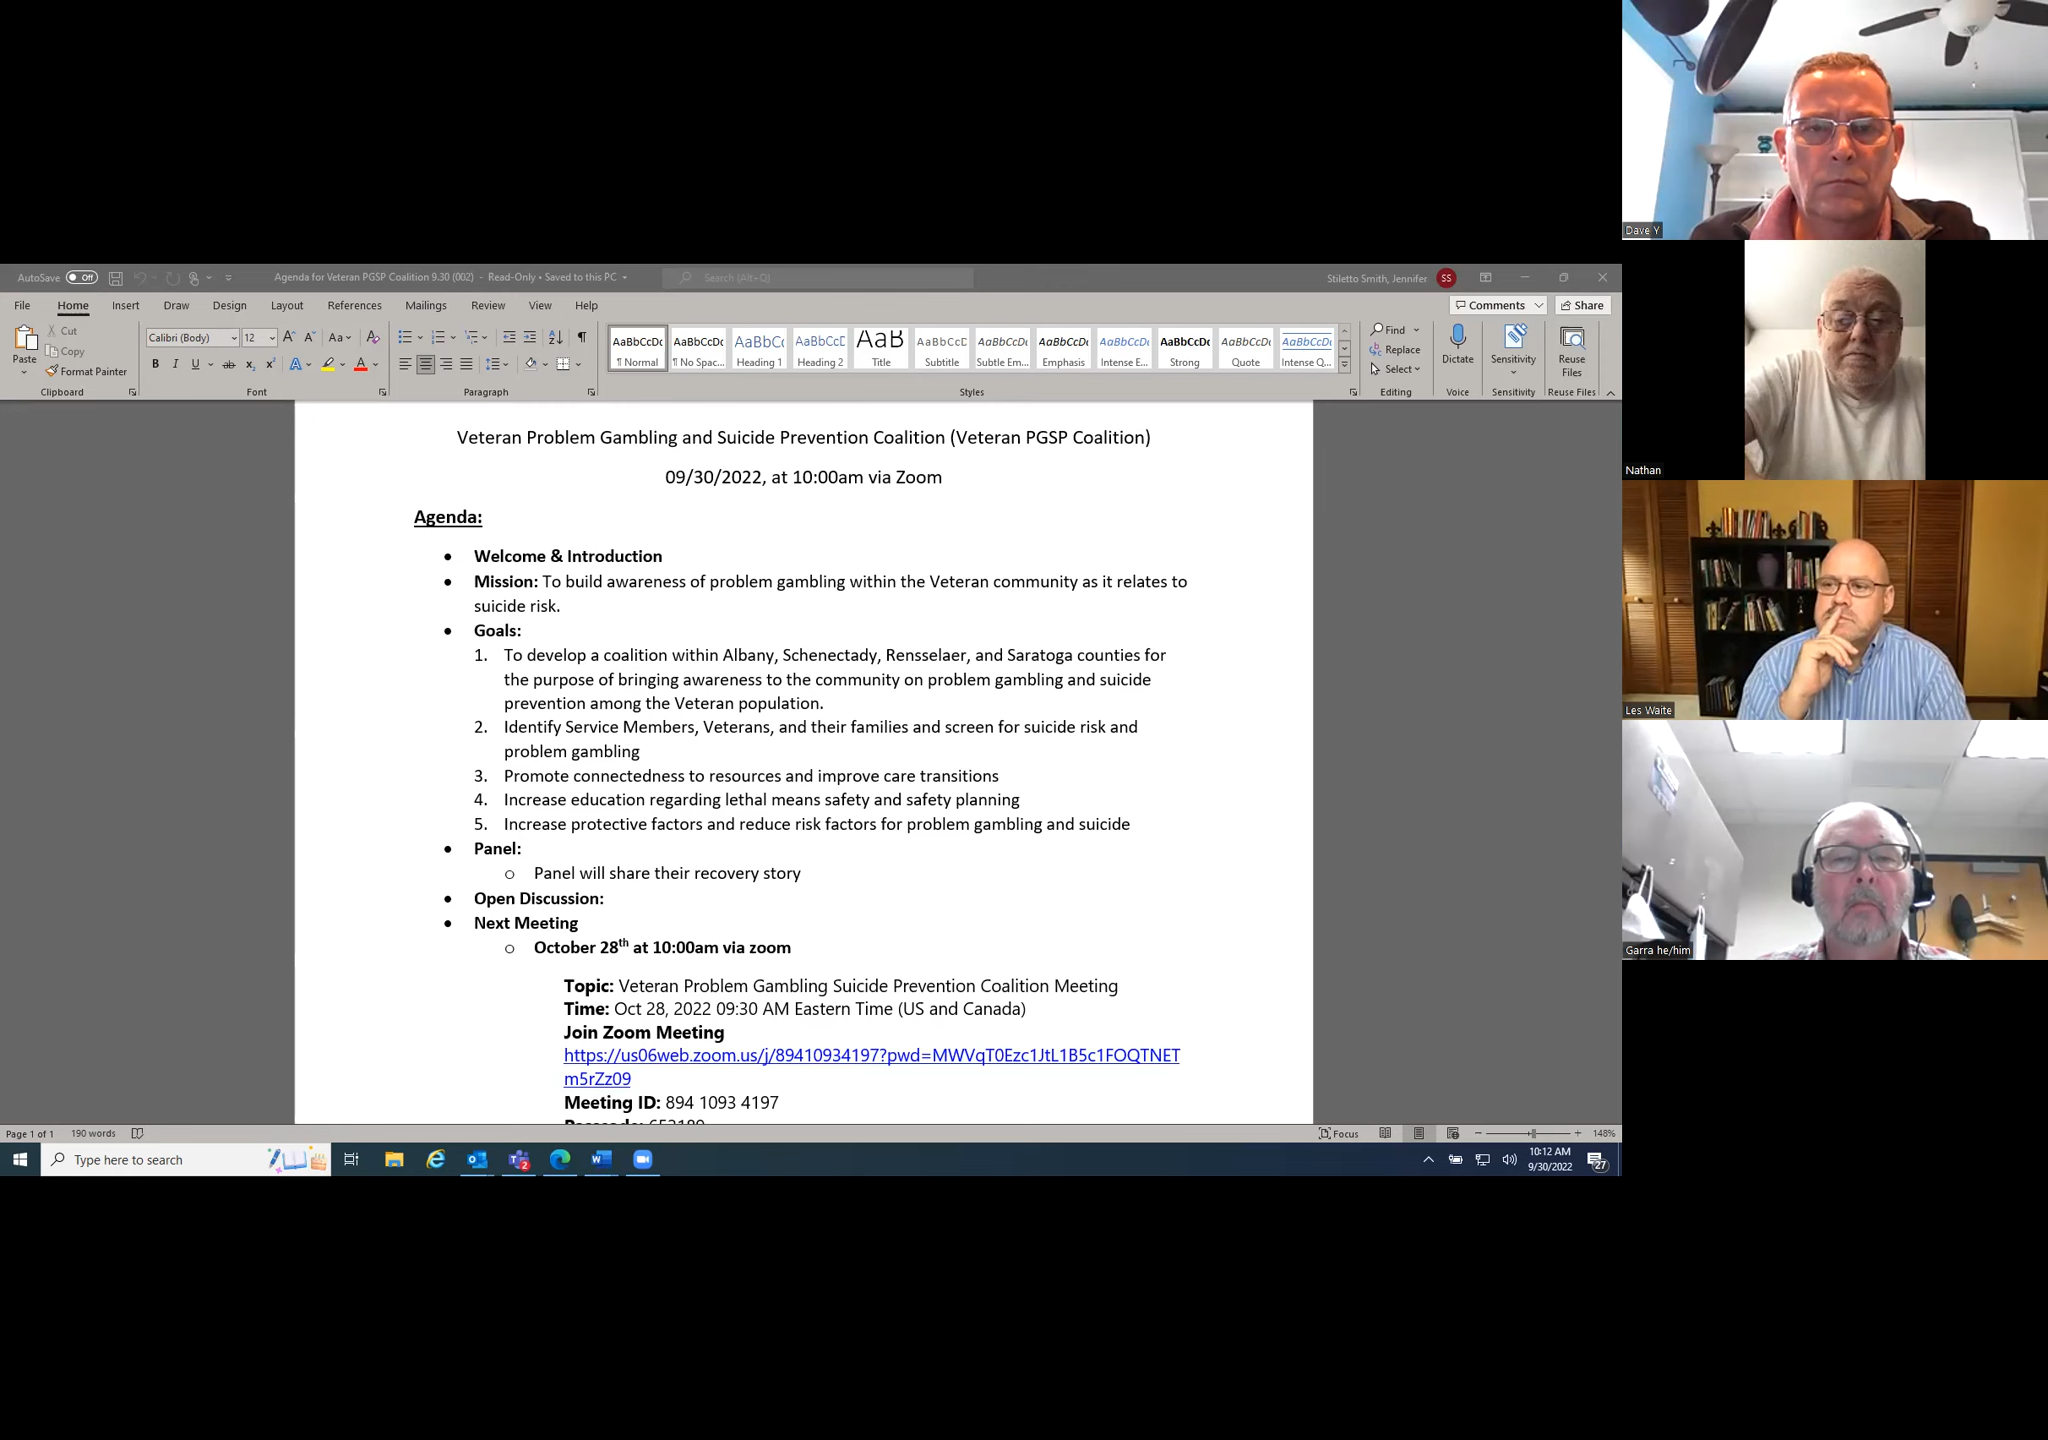 AutoSave Off
Agenda for Veteran PGSP Coalition 9.30 (002) - Read-Only • Saved to this PC
Search (Alt+Q)
Stiletto Smith, Jennifer SS
File Home Insert Draw Design Layout References Mailings Review View Help
Comments Share
Paste
Cut
Copy
Format Painter
Clipboard
Calibri (Body) 12
Font
Paragraph
AaBbCcDc AaBbCcDc AaBbCc AaBbCcD AaB AaBbCcD AaBbCcDc AaBbCcDc AaBbCcDc AaBbCcDc AaBbCcDc AaBbCcDc
¶ Normal ¶ No Spac... Heading 1 Heading 2 Title Subtitle Subtle Em... Emphasis Intense E... Strong Quote Intense Q...
Styles
Find
Replace
Select
Editing
Dictate
Voice
Sensitivity
Sensitivity
Reuse
Files
Reuse Files
Veteran Problem Gambling and Suicide Prevention Coalition (Veteran PGSP Coalition)
09/30/2022, at 10:00am via Zoom
Agenda:
• Welcome & Introduction
• Mission: To build awareness of problem gambling within the Veteran community as it relates to
suicide risk.
• Goals:
1. To develop a coalition within Albany, Schenectady, Rensselaer, and Saratoga counties for
the purpose of bringing awareness to the community on problem gambling and suicide
prevention among the Veteran population.
2. Identify Service Members, Veterans, and their families and screen for suicide risk and
problem gambling
3. Promote connectedness to resources and improve care transitions
4. Increase education regarding lethal means safety and safety planning
5. Increase protective factors and reduce risk factors for problem gambling and suicide
• Panel:
o Panel will share their recovery story
• Open Discussion:
• Next Meeting
o October 28th at 10:00am via zoom
Topic: Veteran Problem Gambling Suicide Prevention Coalition Meeting
Time: Oct 28, 2022 09:30 AM Eastern Time (US and Canada)
Join Zoom Meeting
https://us06web.zoom.us/j/89410934197?pwd=MWVqT0Ezc1JtL1B5c1FOQTNET
m5rZz09
Meeting ID: 894 1093 4197
Page 1 of 1 190 words
Focus
148%
Type here to search
2
10:12 AM
9/30/2022
27
Dave Y
Nathan
Les Waite
Garra he/him